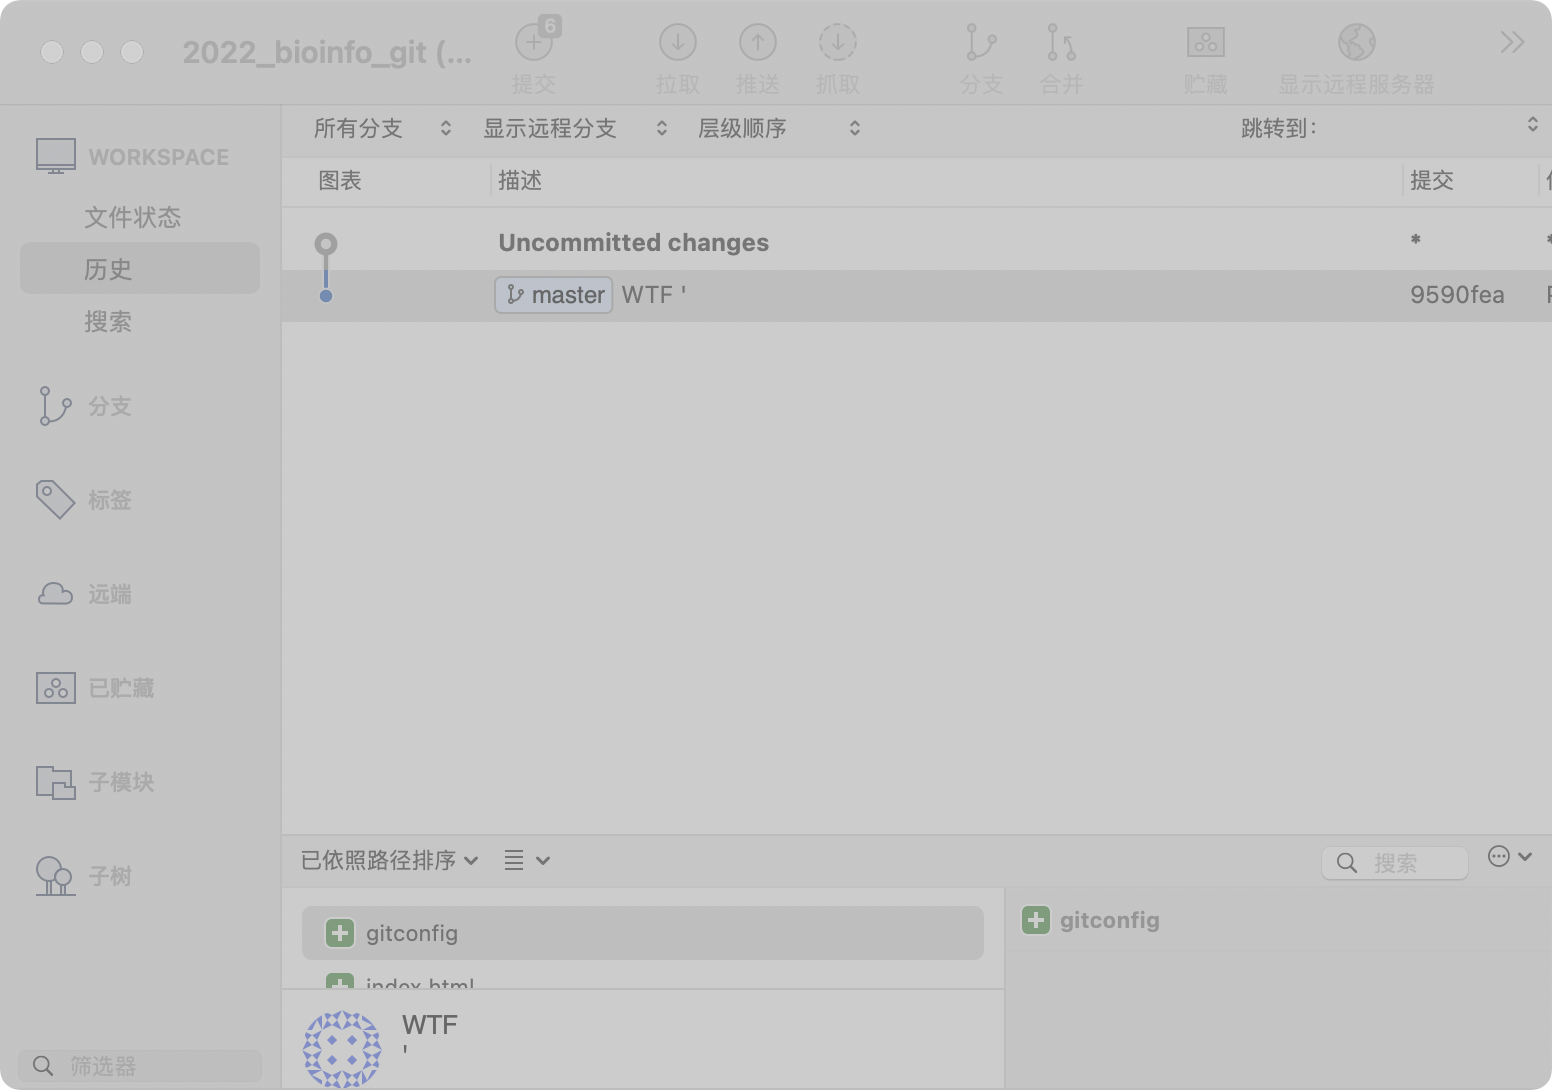 2022_bioinfo_git (...
6
提交
拉取
推送
抓取
分支
合并
贮藏
显示远程服务器
WORKSPACE
文件状态
历史
搜索
分支
标签
远端
已贮藏
子模块
子树
筛选器
所有分支
显示远程分支
层级顺序
跳转到:
图表
描述
提交
Uncommitted changes
*
master WTF '
9590fea
已依照路径排序
搜索
gitconfig
index.html
gitconfig
WTF
'